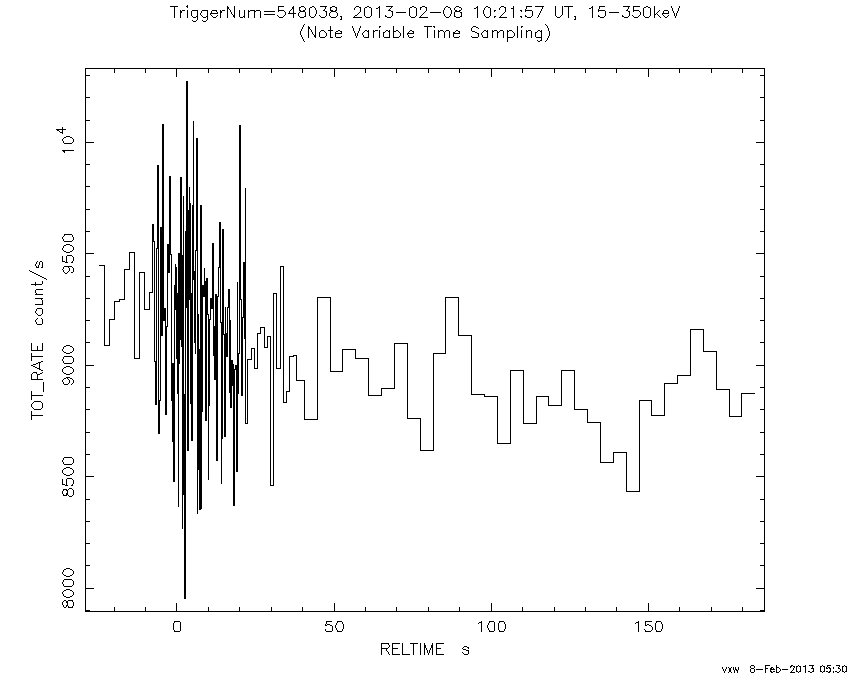 TriggerNum=548038, 2013-02-08 10:21:57 UT, 15-350keV
(Note Variable Time Sampling)
10⁴
9500
9000
8500
8000
TOT_RATE count/s
0 50 100 150
RELTIME s
vxw 8-Feb-2013 05:30